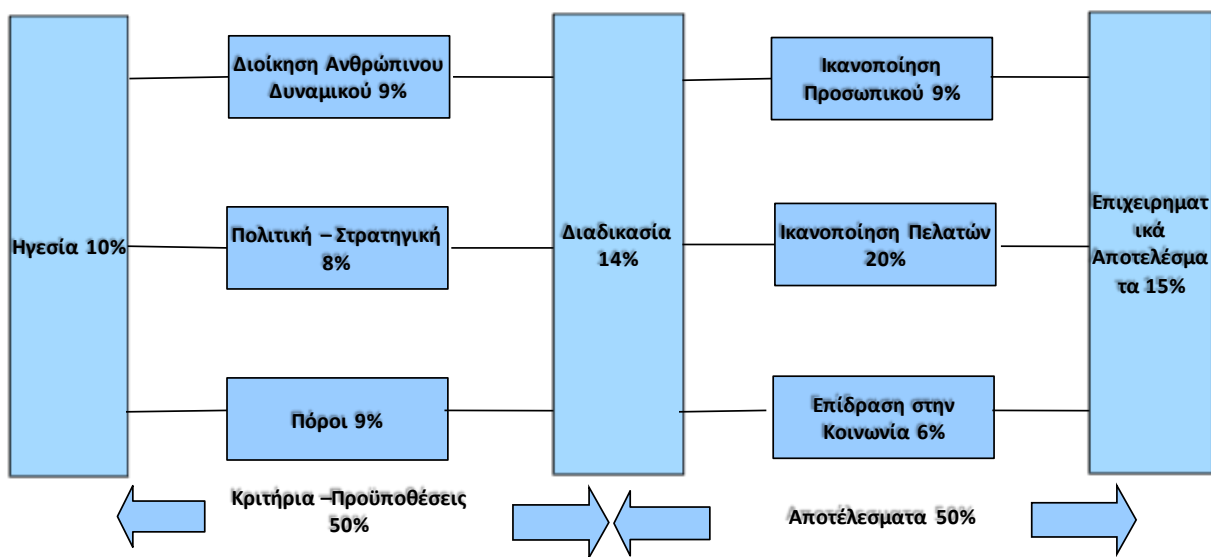 Ηγεσία 10%
Διοίκηση Ανθρώπινου
Δυναμικού 9%
Πολιτική – Στρατηγική
8%
Πόροι 9%
Διαδικασία
14%
Ικανοποίηση
Προσωπικού 9%
Ικανοποίηση Πελατών
20%
Επίδραση στην
Κοινωνία 6%
Επιχειρηματ
ικά
Αποτελέσμα
τα 15%
Κριτήρια –Προϋποθέσεις
50%
Αποτέλεσματα 50%